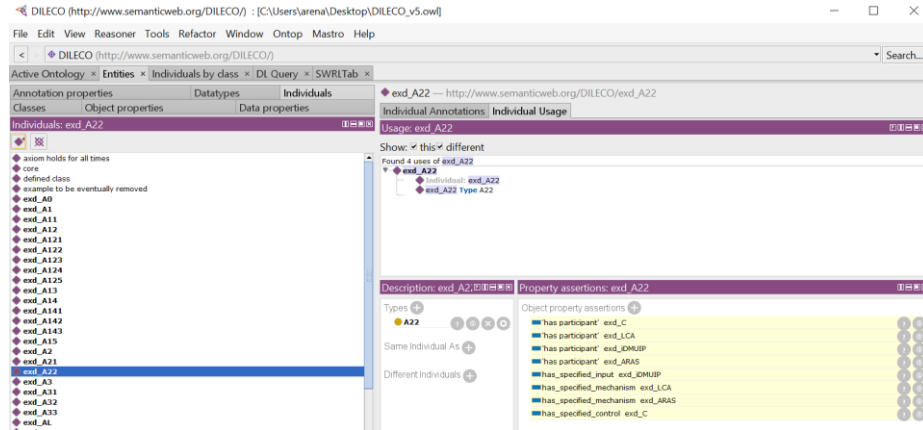 DILECO (http://www.semanticweb.org/DILECO/) : [C:\Users\arena\Desktop\DILECO_v5.owl]
File Edit View Reasoner Tools Refactor Window Ontop Mastro Help
< > DILECO (http://www.semanticweb.org/DILECO/) Search...
Active Ontology × Entities × Individuals by class × DL Query × SWRLTab ×
Annotation properties Datatypes Individuals
Classes Object properties Data properties
Individuals: exd_A22
axiom holds for all times
core
defined class
example to be eventually removed
exd_A0
exd_A1
exd_A11
exd_A12
exd_A121
exd_A122
exd_A123
exd_A124
exd_A125
exd_A13
exd_A14
exd_A141
exd_A142
exd_A143
exd_A15
exd_A2
exd_A21
exd_A22
exd_A3
exd_A31
exd_A32
exd_A33
exd_AL
exd_A22 — http://www.semanticweb.org/DILECO/exd_A22
Individual Annotations Individual Usage
Usage: exd_A22
Show: this different
Found 4 uses of exd_A22
exd_A22
Individual: exd_A22
exd_A22 Type A22
Description: exd_A22
Types
A22
Same Individual As
Different Individuals
Property assertions: exd_A22
Object property assertions
'has participant' exd_C
'has participant' exd_LCA
'has participant' exd_iDMUIP
'has participant' exd_ARAS
has_specified_input exd_iDMUIP
has_specified_mechanism exd_LCA
has_specified_mechanism exd_ARAS
has_specified_control exd_C